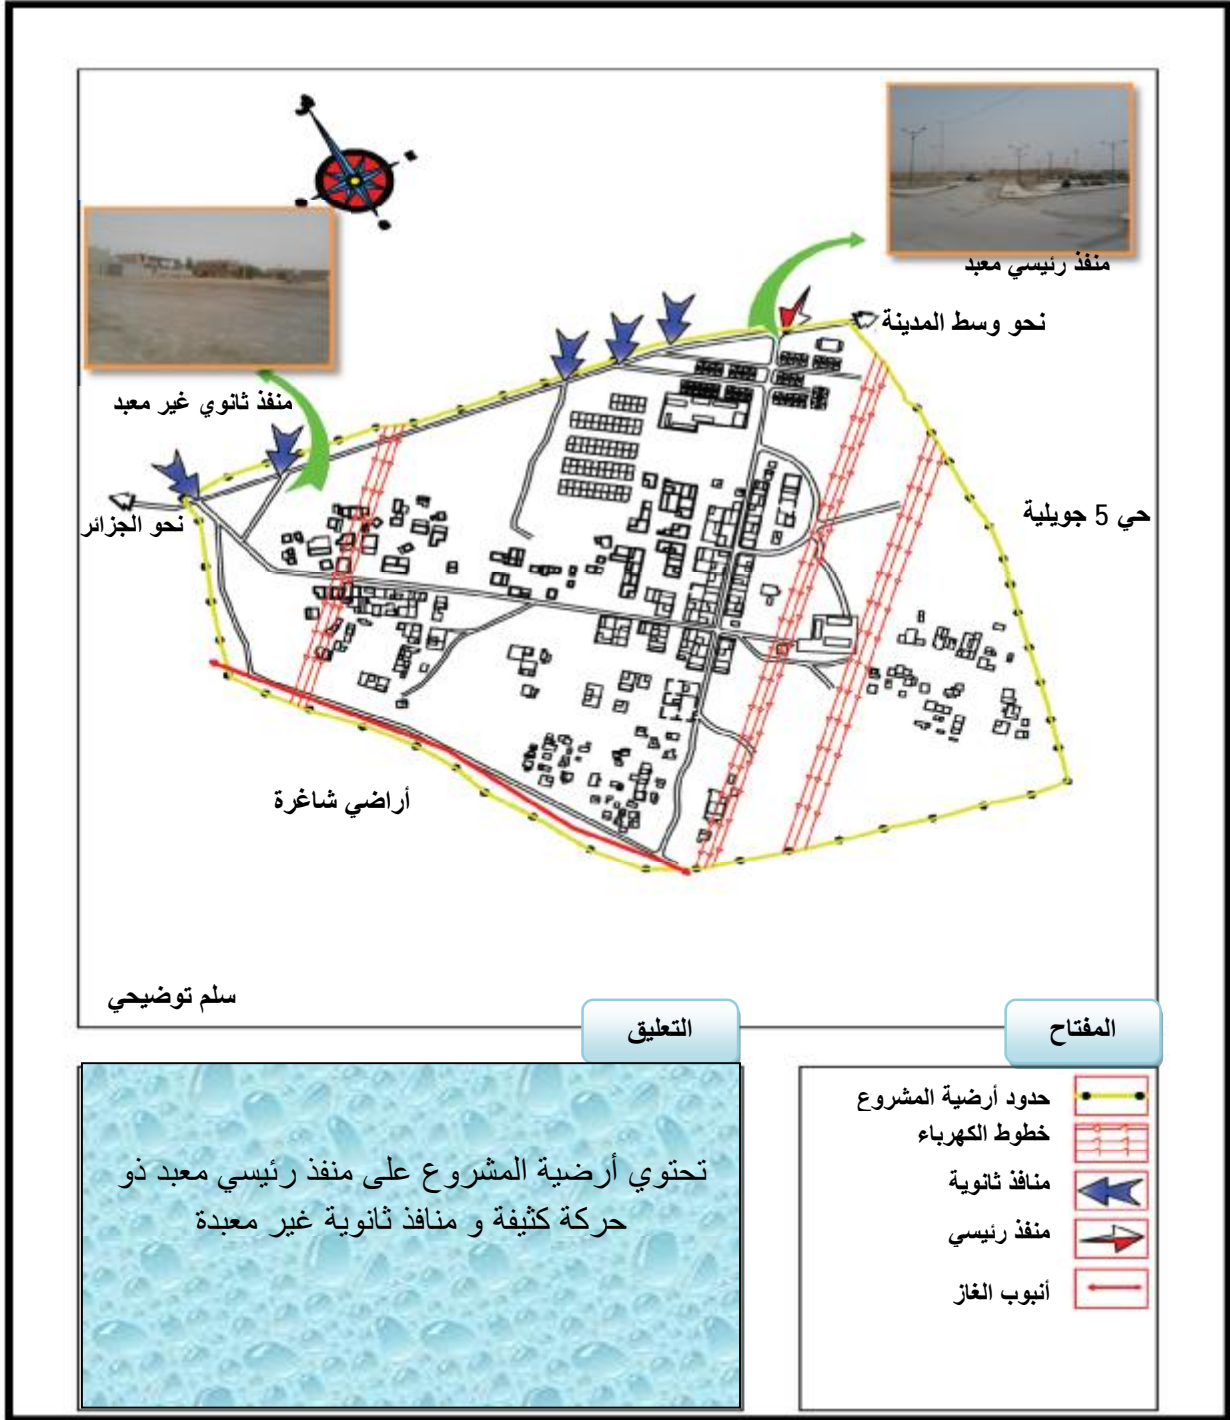 منفذ رئيسي معبد
نحو وسط المدينة
منفذ ثانوي غير معبد
نحو الجزائر
حي 5 جويلية
أراضي شاغرة
سلم توضيحي
المفتاح
حدود أرضية المشروع
خطوط الكهرباء
منافذ ثانوية
منفذ رئيسي
أنبوب الغاز
التعليق
تحتوي أرضية المشروع على منفذ رئيسي معبد ذو
حركة كثيفة و منافذ ثانوية غير معبدة